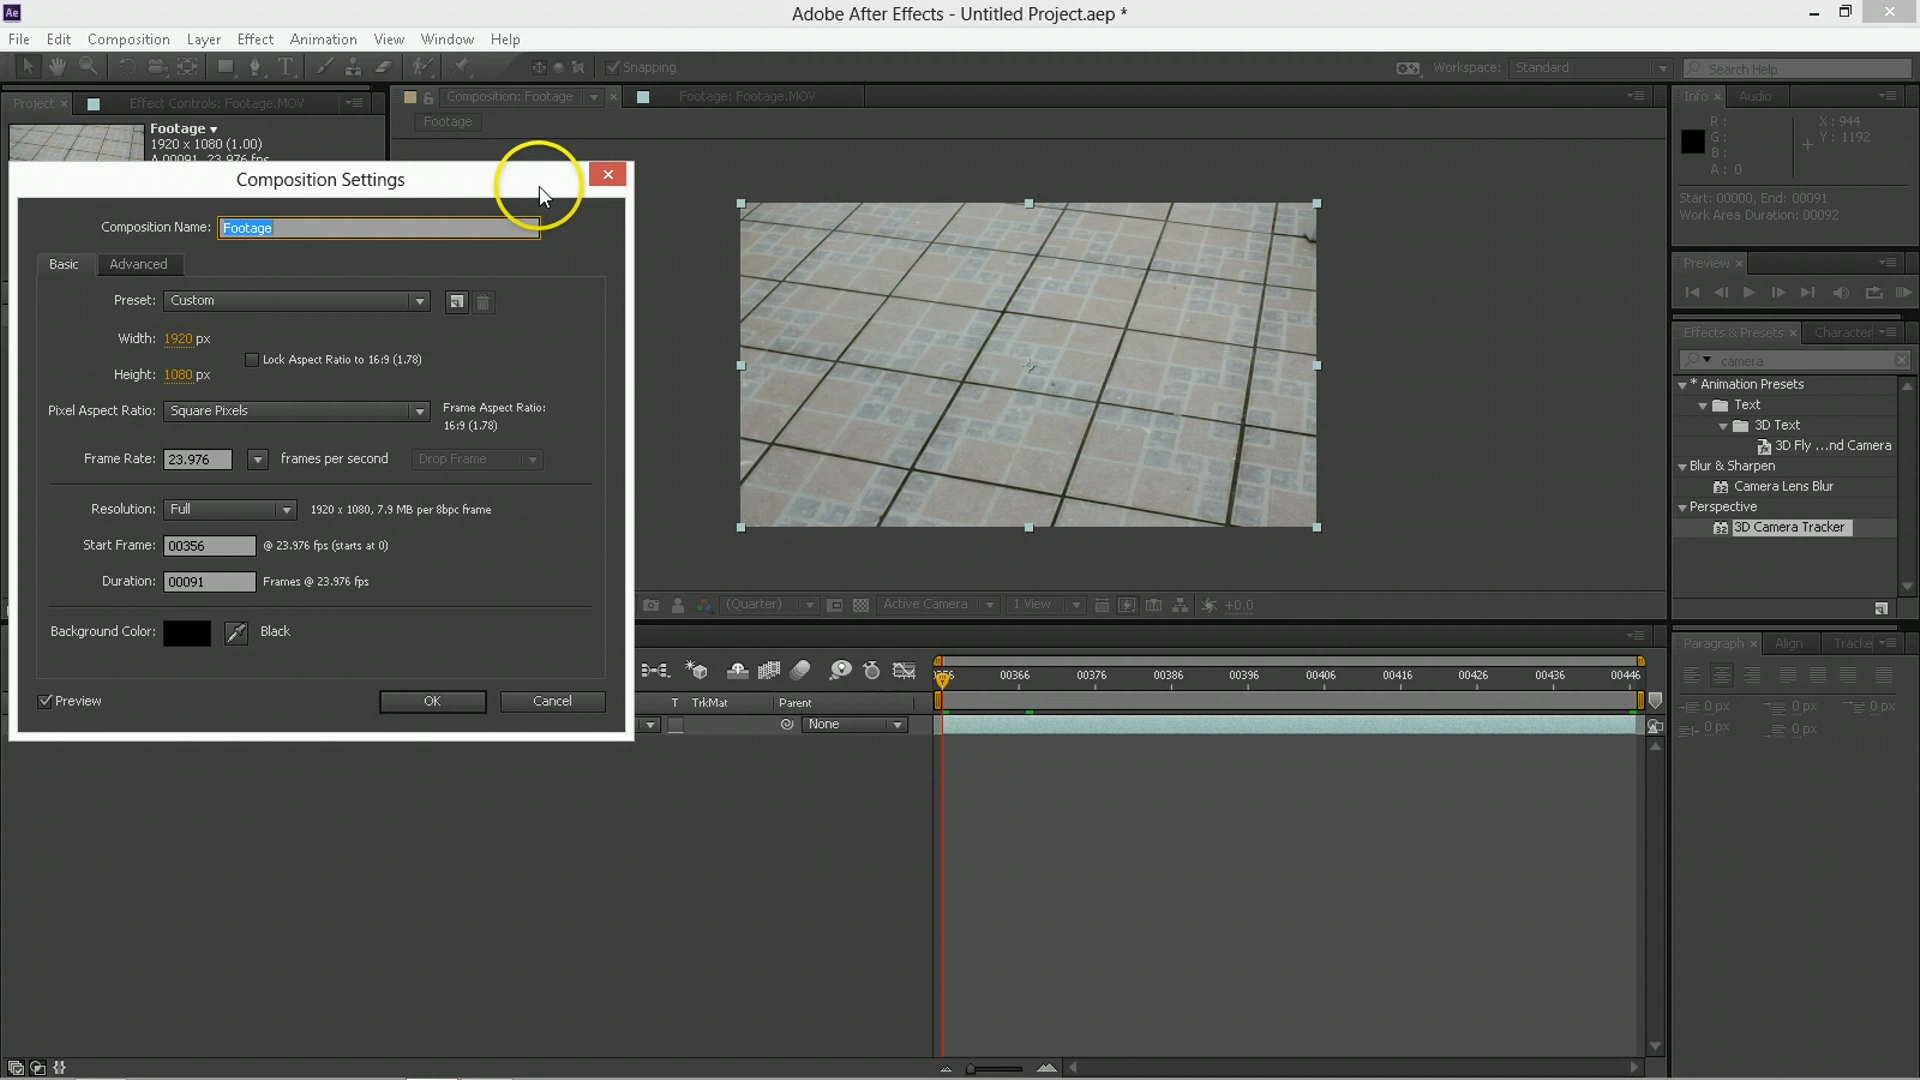 Ae
Adobe After Effects - Untitled Project.aep *
File Edit Composition Layer Effect Animation View Window Help
Snapping
Workspace: Standard
Search Help
Project × Effect Controls: Footage.MOV
Composition: Footage × Footage: Footage.MOV
Info × Audio
Footage
Footage ▾
1920 x 1080 (1.00)
Δ 00091, 23.976 fps
R :
G :
B :
A : 0
X : 944
Y : 1192
Start: 00000, End: 00091
Work Area Duration: 00092
Composition Settings
Composition Name: Footage
Basic Advanced
Preset: Custom
Width: 1920 px
Lock Aspect Ratio to 16:9 (1.78)
Height: 1080 px
Pixel Aspect Ratio: Square Pixels
Frame Aspect Ratio:
16:9 (1.78)
Frame Rate: 23.976 frames per second Drop Frame
Resolution: Full 1920 x 1080, 7.9 MB per 8bpc frame
Start Frame: 00356 @ 23.976 fps (starts at 0)
Duration: 00091 Frames @ 23.976 fps
Background Color: Black
Preview OK Cancel
Preview ×
Effects & Presets × Character
camera
* Animation Presets
Text
3D Text
3D Fly ...nd Camera
Blur & Sharpen
32 Camera Lens Blur
Perspective
32 3D Camera Tracker
(Quarter) Active Camera 1 View +0.0
00366 00376 00386 00396 00406 00416 00426 00436 00446
T TrkMat Parent
None
Paragraph × Align Tracke
0 px 0 px 0 px
0 px 0 px